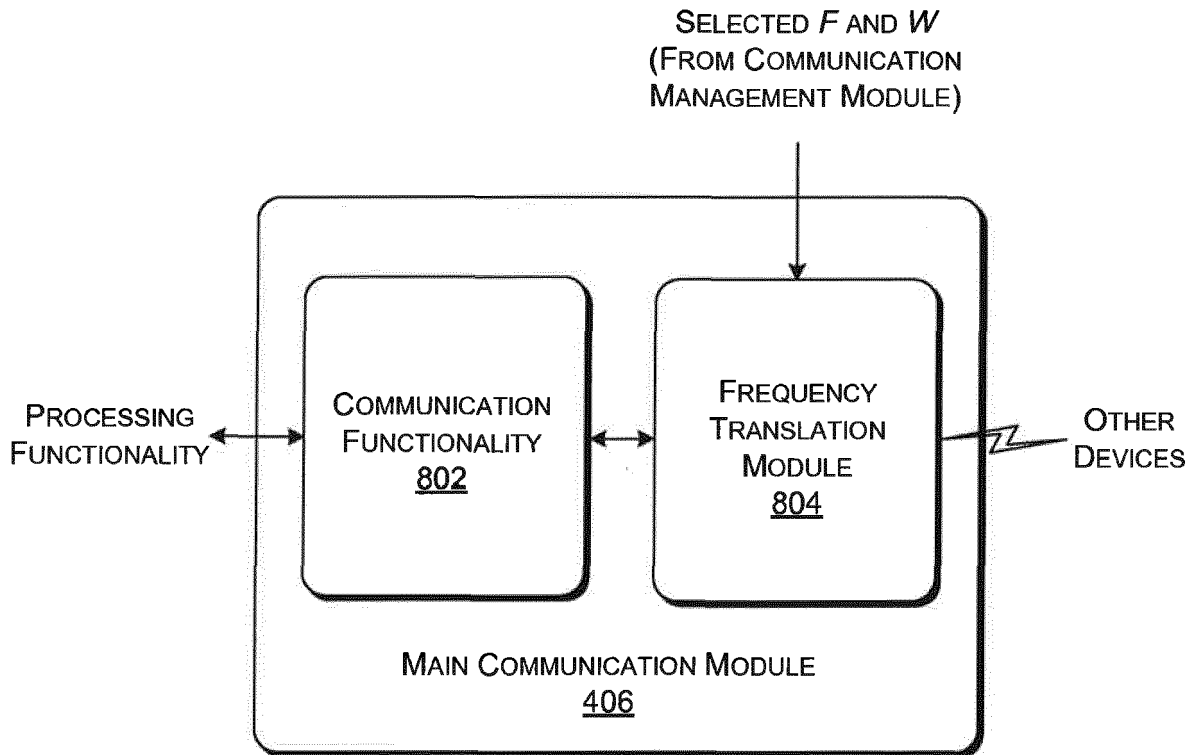 SELECTED F AND W
(FROM COMMUNICATION
MANAGEMENT MODULE)
PROCESSING
FUNCTIONALITY
COMMUNICATION
FUNCTIONALITY
802
FREQUENCY
TRANSLATION
MODULE
804
OTHER
DEVICES
MAIN COMMUNICATION MODULE
406